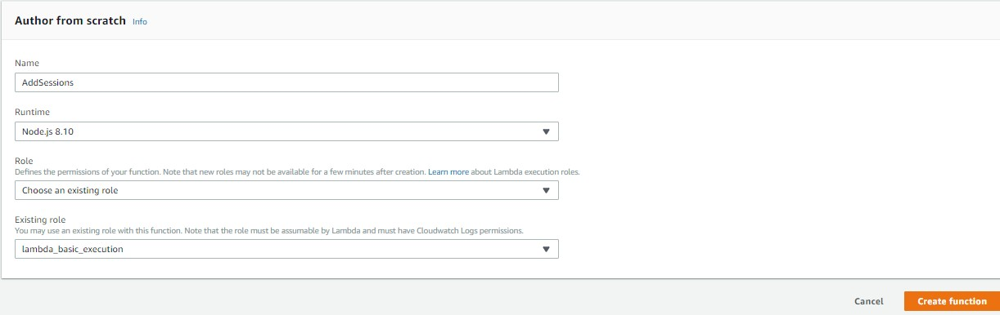 Author from scratch Info
Name
AddSessions
Runtime
Node.js 8.10
Role
Defines the permissions of your function. Note that new roles may not be available for a few minutes after creation. Learn more about Lambda execution roles.
Choose an existing role
Existing role
You may use an existing role with this function. Note that the role must be assumable by Lambda and must have Cloudwatch Logs permissions.
lambda_basic_execution
Cancel Create function